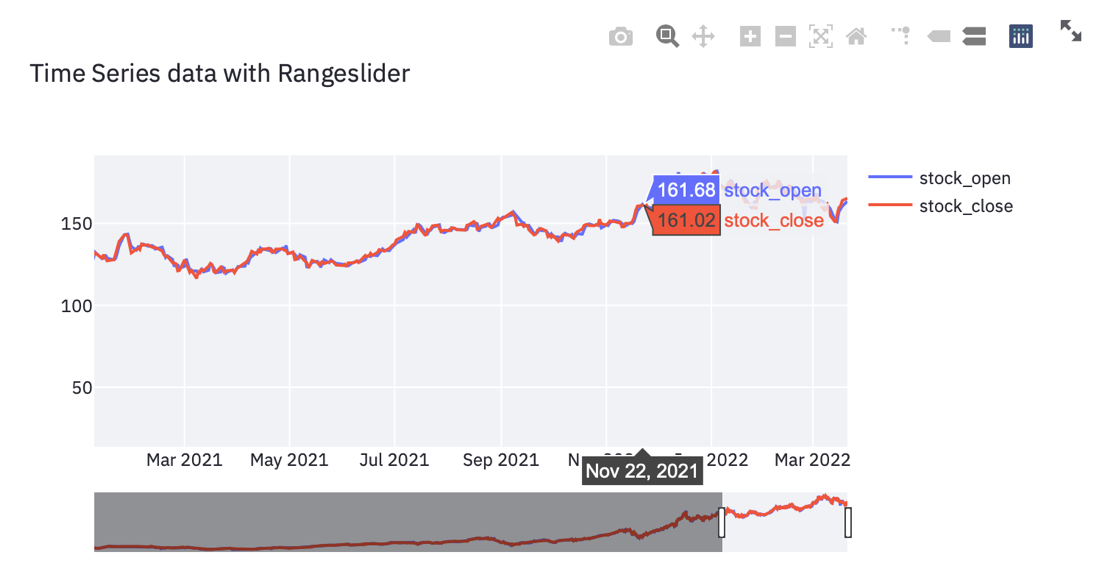 Time Series data with Rangeslider
161.68 stock_open
161.02 stock_close
stock_open
stock_close
150
100
50
Mar 2021 May 2021 Jul 2021 Sep 2021 2022 Mar 2022
Nov 22, 2021